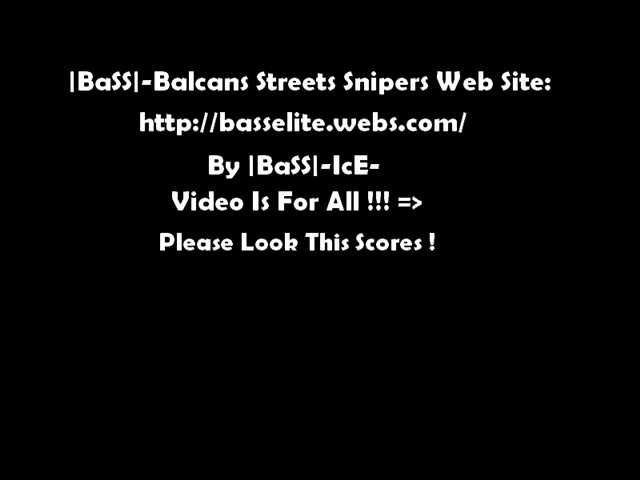 |BaSS|-Balcans Streets Snipers Web Site:
http://basselite.webs.com/
By |BaSS|-IcE-
Video Is For All !!! =>
Please Look This Scores !